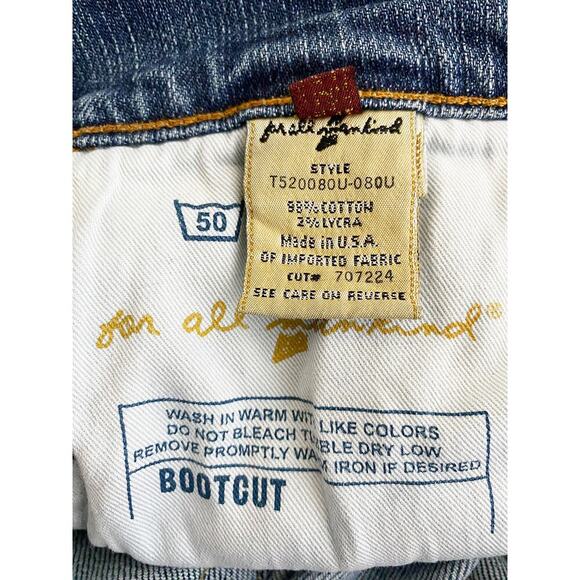 for all mankind
STYLE
T520080U-080U
98% COTTON
2% LYCRA
Made in U.S.A.
OF IMPORTED FABRIC
CUT# 707224
SEE CARE ON REVERSE
50
for all mankind®
WASH IN WARM WIT LIKE COLORS
DO NOT BLEACH TU BLE DRY LOW
REMOVE PROMPTLY WA M IRON IF DESIRED
BOOTCUT